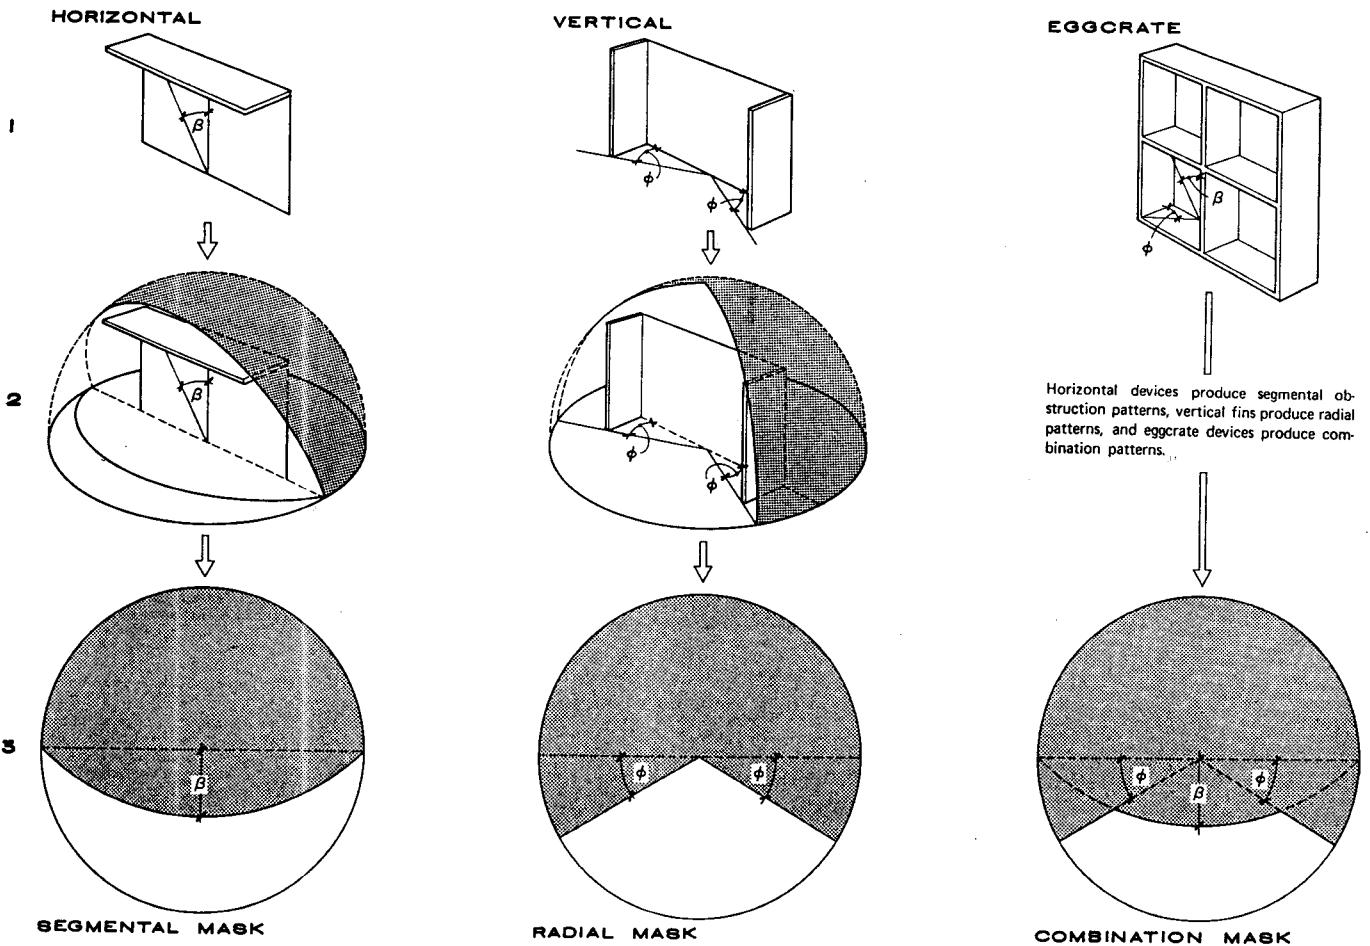 HORIZONTAL
VERTICAL
EGGCRATE
1
β
φ
φ
β
φ
2
β
φ
φ
Horizontal devices produce segmental ob-
struction patterns, vertical fins produce radial
patterns, and eggcrate devices produce com-
bination patterns.
3
β
φ
φ
φ
β
φ
SEGMENTAL MASK
RADIAL MASK
COMBINATION MASK